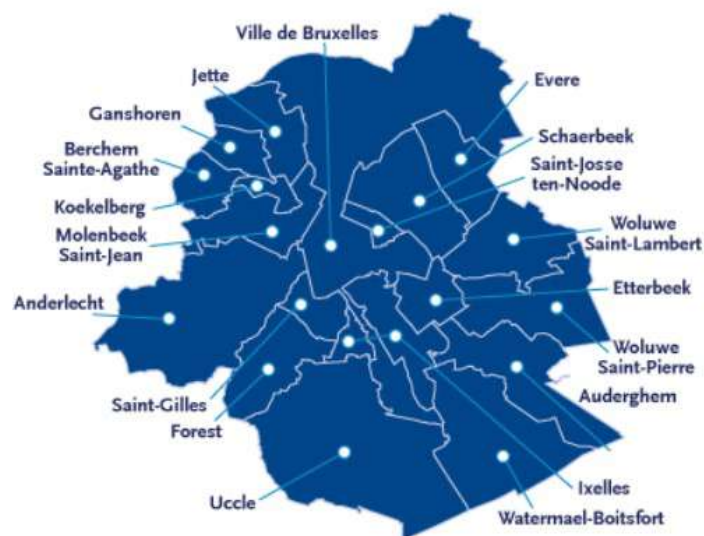 Ville de Bruxelles
Jette
Evere
Ganshoren
Schaerbeek
Berchem
Sainte-Agathe
Saint-Josse
ten-Noode
Koekelberg
Molenbeek
Saint-Jean
Woluwe
Saint-Lambert
Etterbeek
Anderlecht
Woluwe
Saint-Pierre
Auderghem
Saint-Gilles
Forest
Ixelles
Uccle
Watermael-Boitsfort